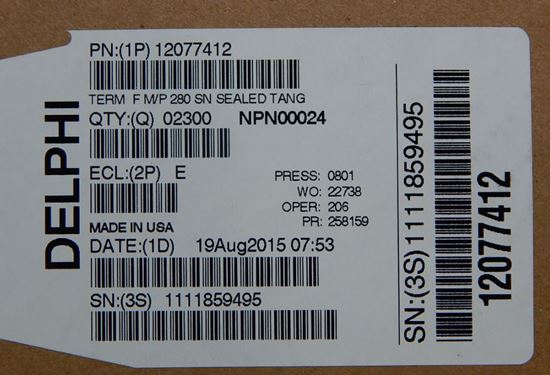 DELPHI
PN:(1P) 12077412
TERM F M/P 280 SN SEALED TANG
QTY:(Q) 02300 NPN00024
ECL:(2P) E
PRESS: 0801
WO: 22738
OPER: 206
PR: 258159
MADE IN USA
DATE:(1D) 19Aug2015 07:53
SN:(3S) 1111859495
SN:(3S)1111859495
12077412